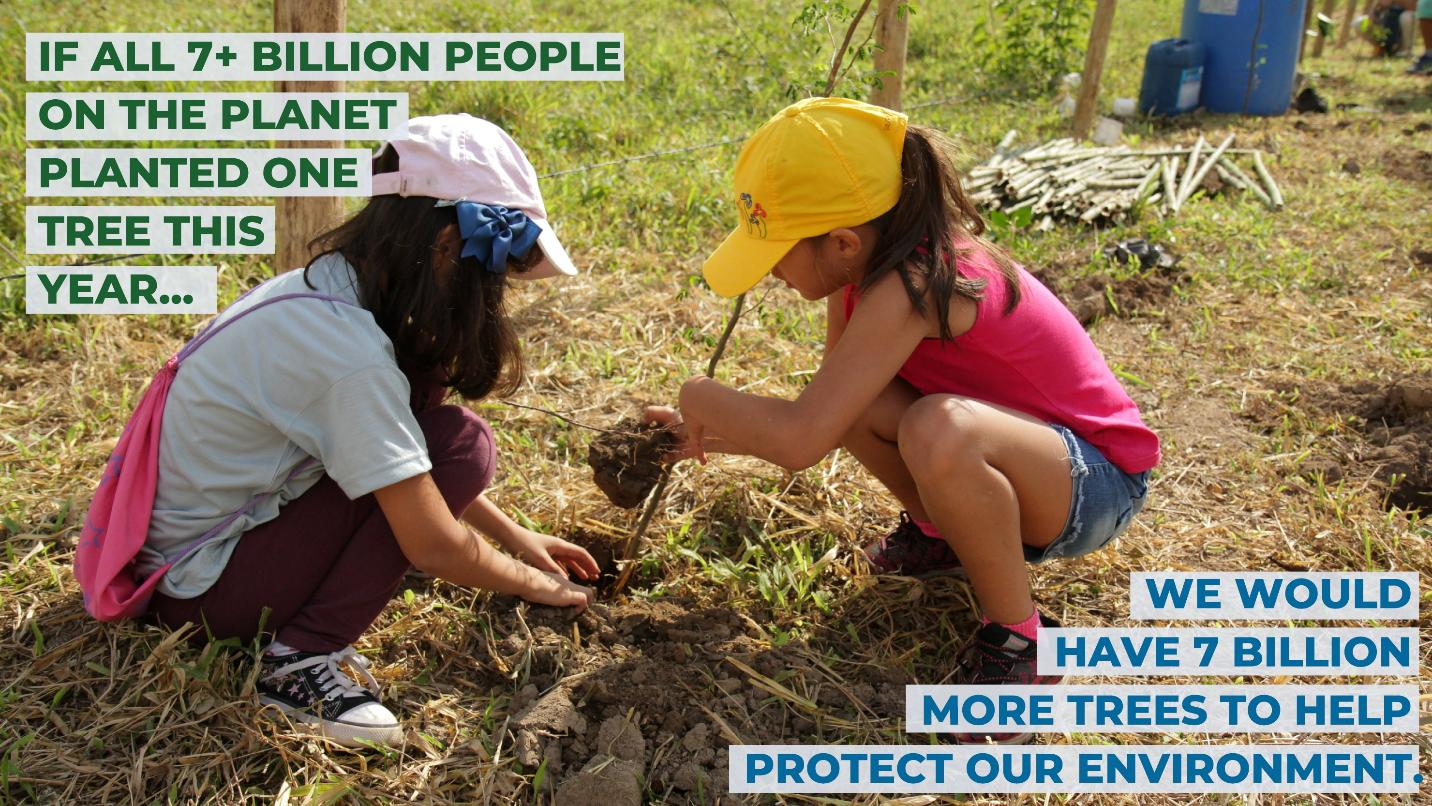 IF ALL 7+ BILLION PEOPLE
ON THE PLANET
PLANTED ONE
TREE THIS
YEAR...
WE WOULD
HAVE 7 BILLION
MORE TREES TO HELP
PROTECT OUR ENVIRONMENT.